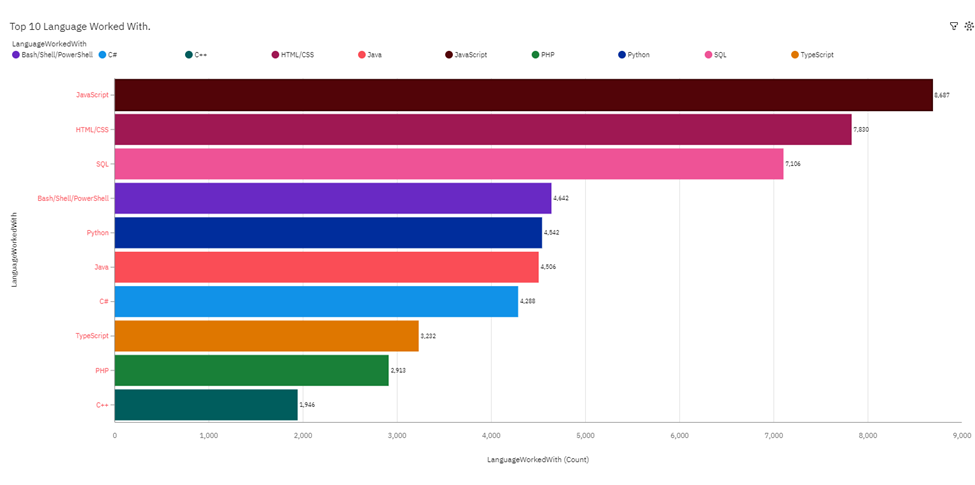 Top 10 Language Worked With.
LanguageWorkedWith
Bash/Shell/PowerShell C# C++ HTML/CSS Java JavaScript PHP Python SQL TypeScript
JavaScript 8,687
HTML/CSS 7,830
SQL 7,106
Bash/Shell/PowerShell 4,642
Python 4,542
Java 4,506
C# 4,288
TypeScript 3,232
PHP 2,913
C++ 1,946
LanguageWorkedWith
0 1,000 2,000 3,000 4,000 5,000 6,000 7,000 8,000 9,000
LanguageWorkedWith (Count)